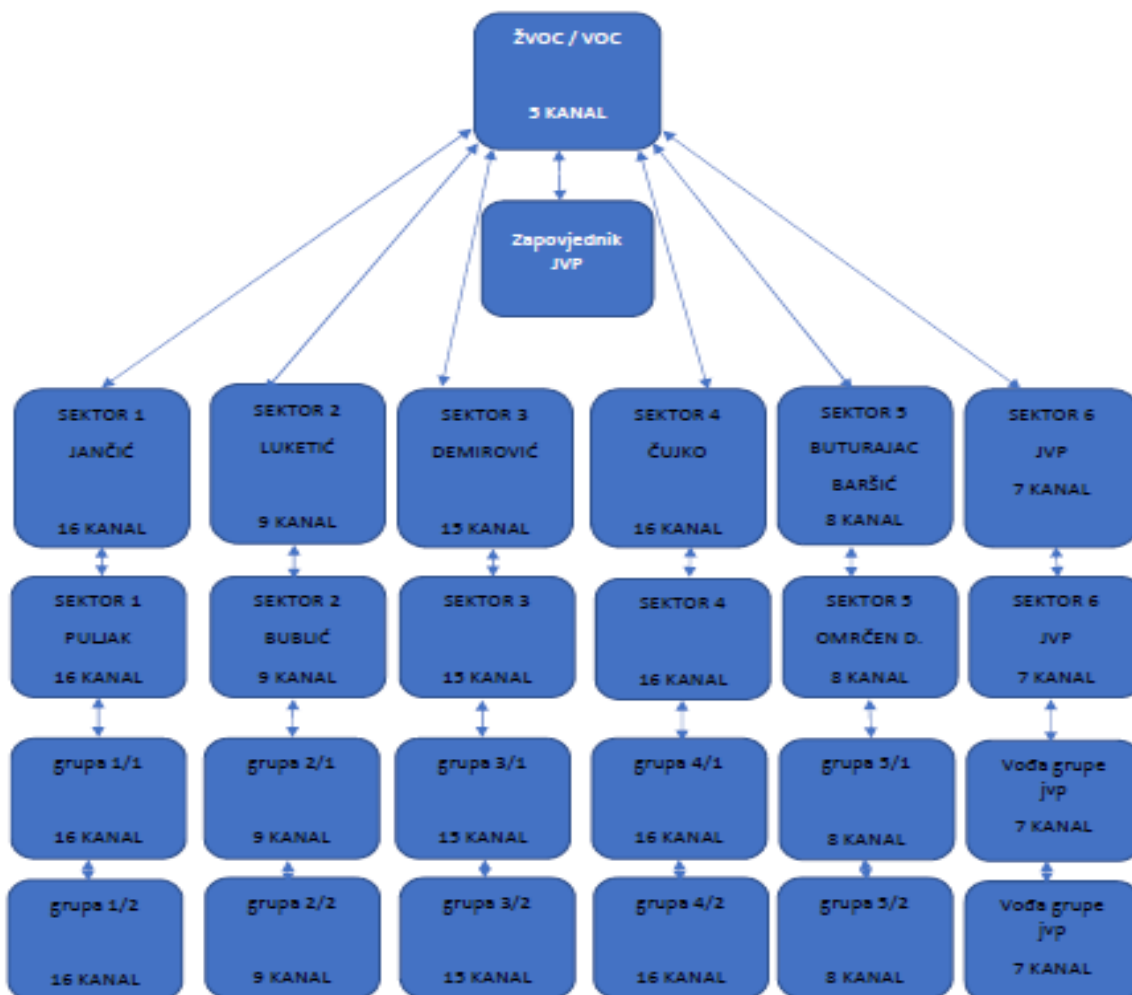 ŽVOC / VOC
5 KANAL
Zapovjednik
JVP
SEKTOR 1
JANČIĆ
16 KANAL
SEKTOR 2
LUKETIĆ
9 KANAL
SEKTOR 3
DEMIROVIĆ
15 KANAL
SEKTOR 4
ČUJKO
16 KANAL
SEKTOR 5
BUTURAJAC
BARŠIĆ
8 KANAL
SEKTOR 6
JVP
7 KANAL
SEKTOR 1
PULJAK
16 KANAL
SEKTOR 2
BUBLIĆ
9 KANAL
SEKTOR 3
15 KANAL
SEKTOR 4
16 KANAL
SEKTOR 5
OMRČEN D.
8 KANAL
SEKTOR 6
JVP
7 KANAL
grupa 1/1
16 KANAL
grupa 2/1
9 KANAL
grupa 3/1
15 KANAL
grupa 4/1
16 KANAL
grupa 5/1
8 KANAL
Vođa grupe
jvp
7 KANAL
grupa 1/2
16 KANAL
grupa 2/2
9 KANAL
grupa 3/2
15 KANAL
grupa 4/2
16 KANAL
grupa 5/2
8 KANAL
Vođa grupe
jvp
7 KANAL